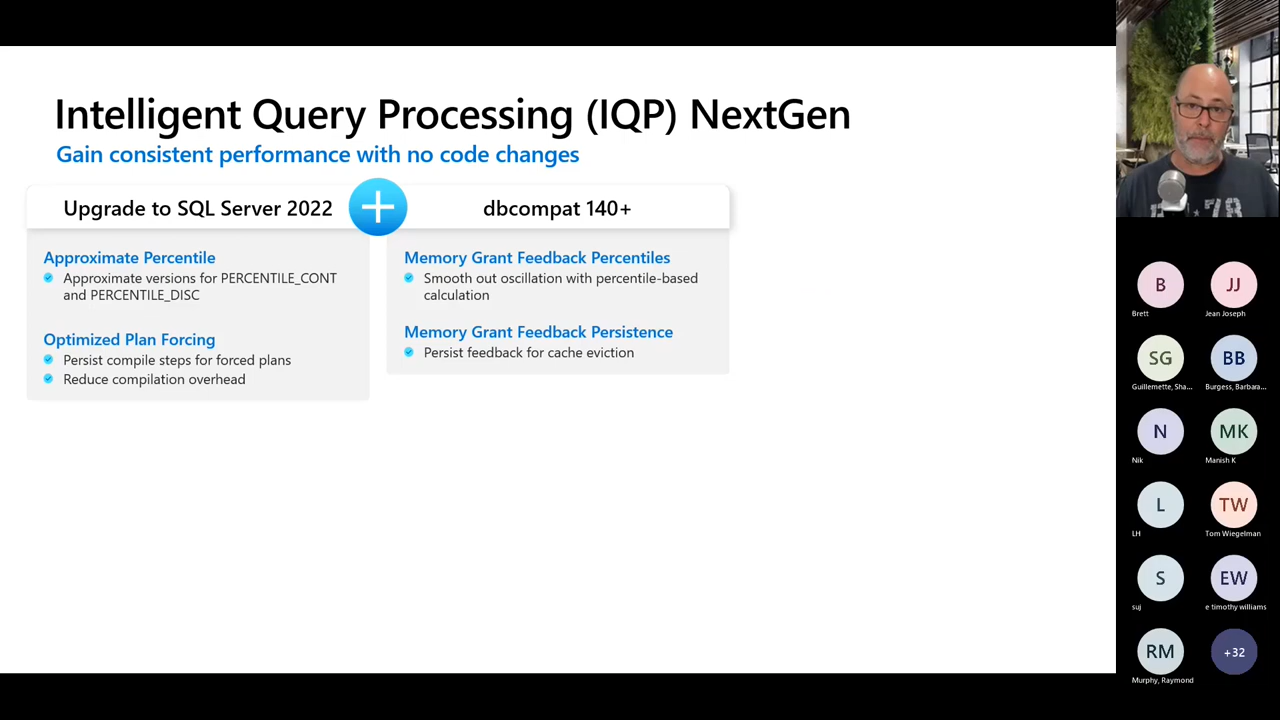 Intelligent Query Processing (IQP) NextGen
Gain consistent performance with no code changes
Upgrade to SQL Server 2022
dbcompat 140+
Approximate Percentile
Approximate versions for PERCENTILE_CONT
and PERCENTILE_DISC
Optimized Plan Forcing
Persist compile steps for forced plans
Reduce compilation overhead
Memory Grant Feedback Percentiles
Smooth out oscillation with percentile-based
calculation
Memory Grant Feedback Persistence
Persist feedback for cache eviction
B
Brett
JJ
Jean Joseph
SG
Guillemette, Sha...
BB
Burgess, Barbara...
N
Nik
MK
Manish K
L
LH
TW
Tom Wiegelman
S
suj
EW
e timothy williams
RM
Murphy, Raymond
+32